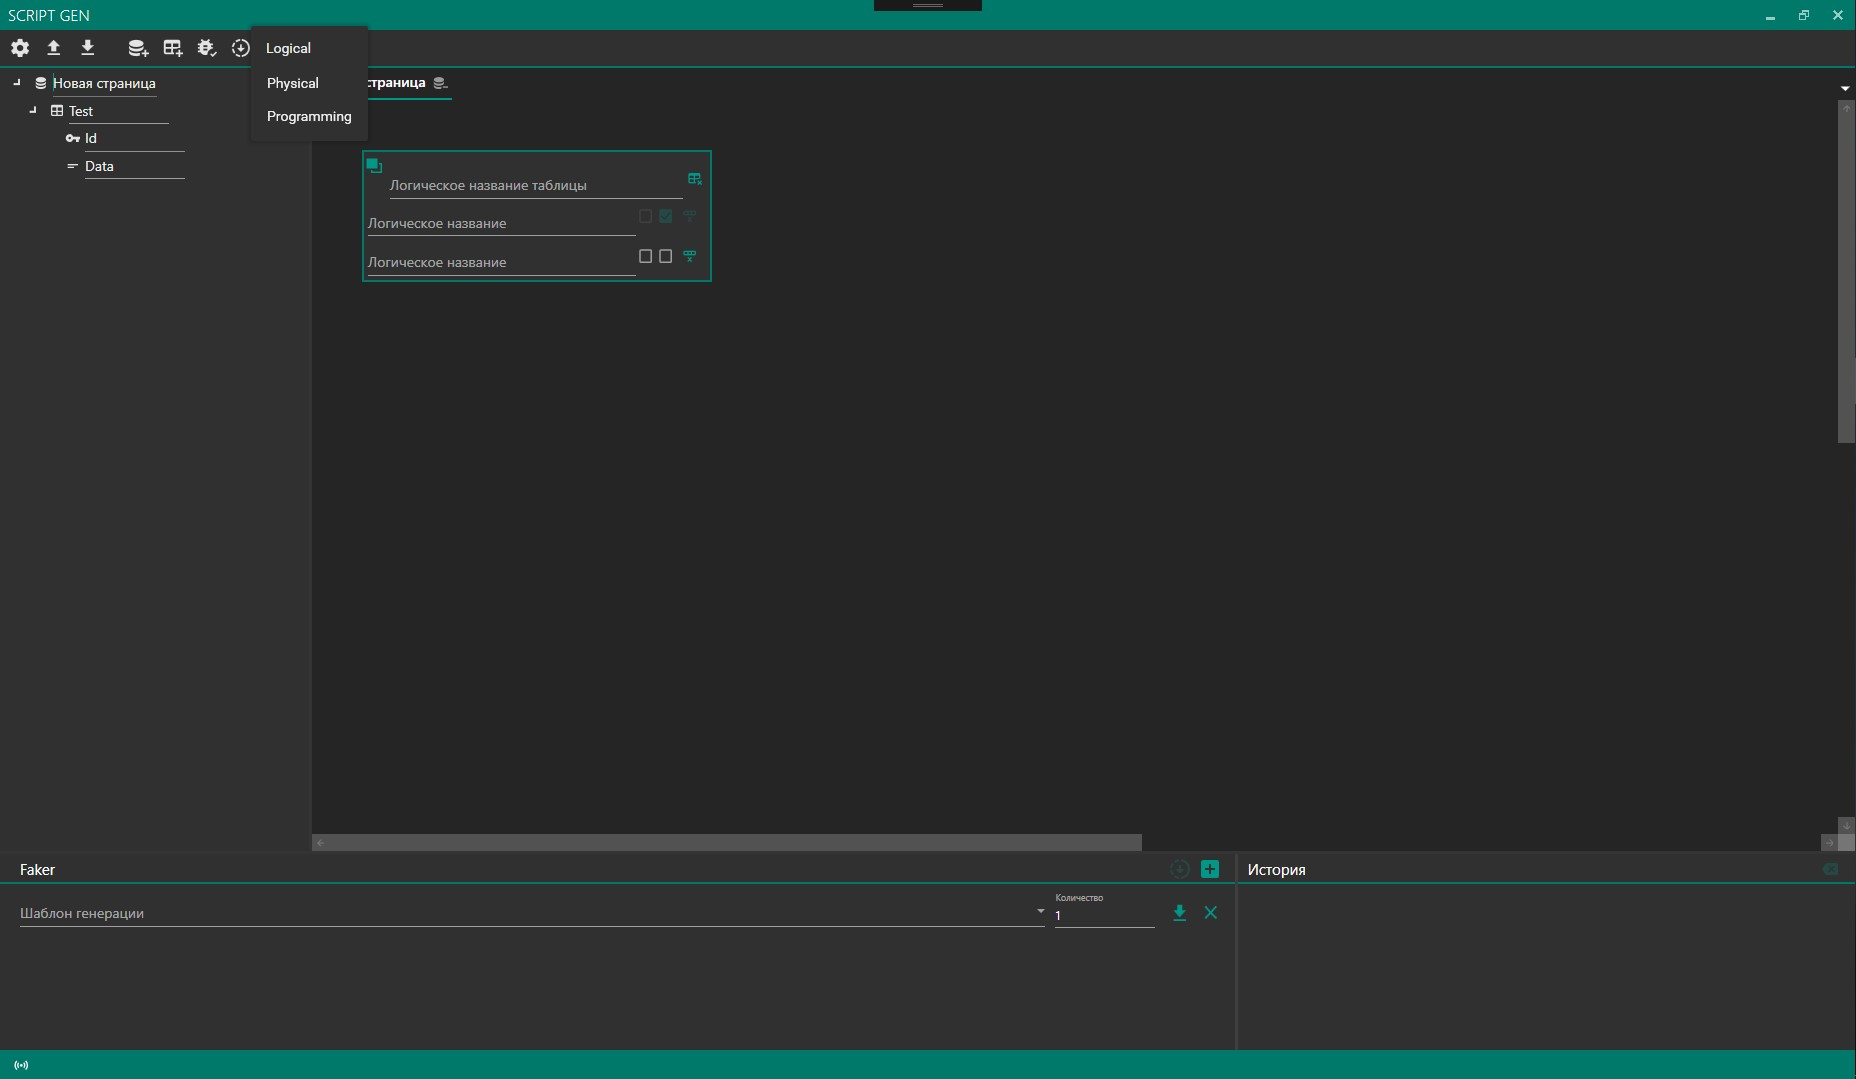 SCRIPT GEN
Logical
Physical
Programming
Новая страница
Test
Id
Data
страница
Логическое название таблицы
Логическое название
Логическое название
Faker
История
Шаблон генерации
Количество
1